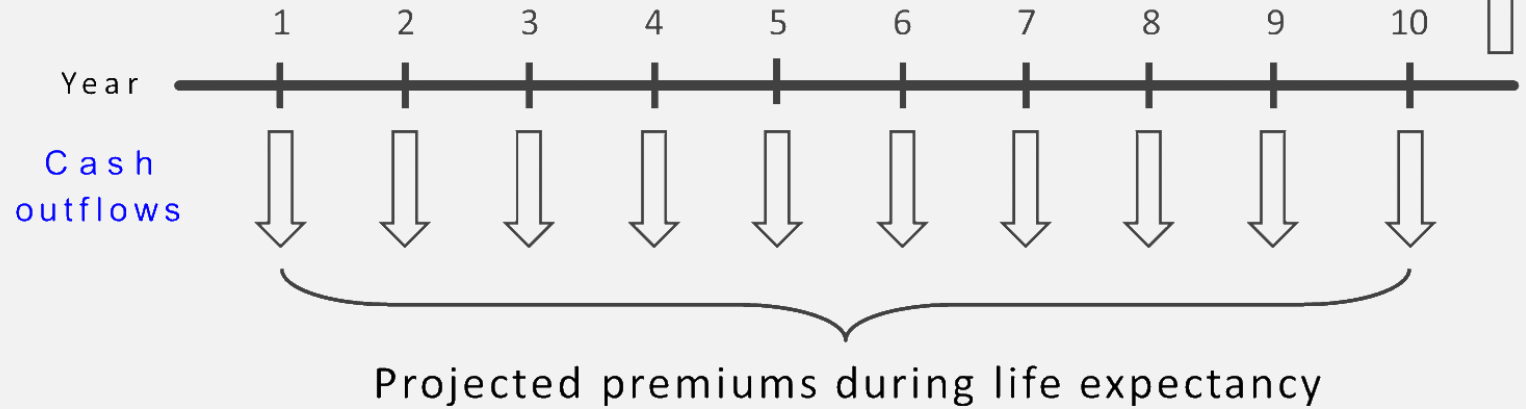 1 2 3 4 5 6 7 8 9 10
Year
Cash
outflows
Projected premiums during life expectancy